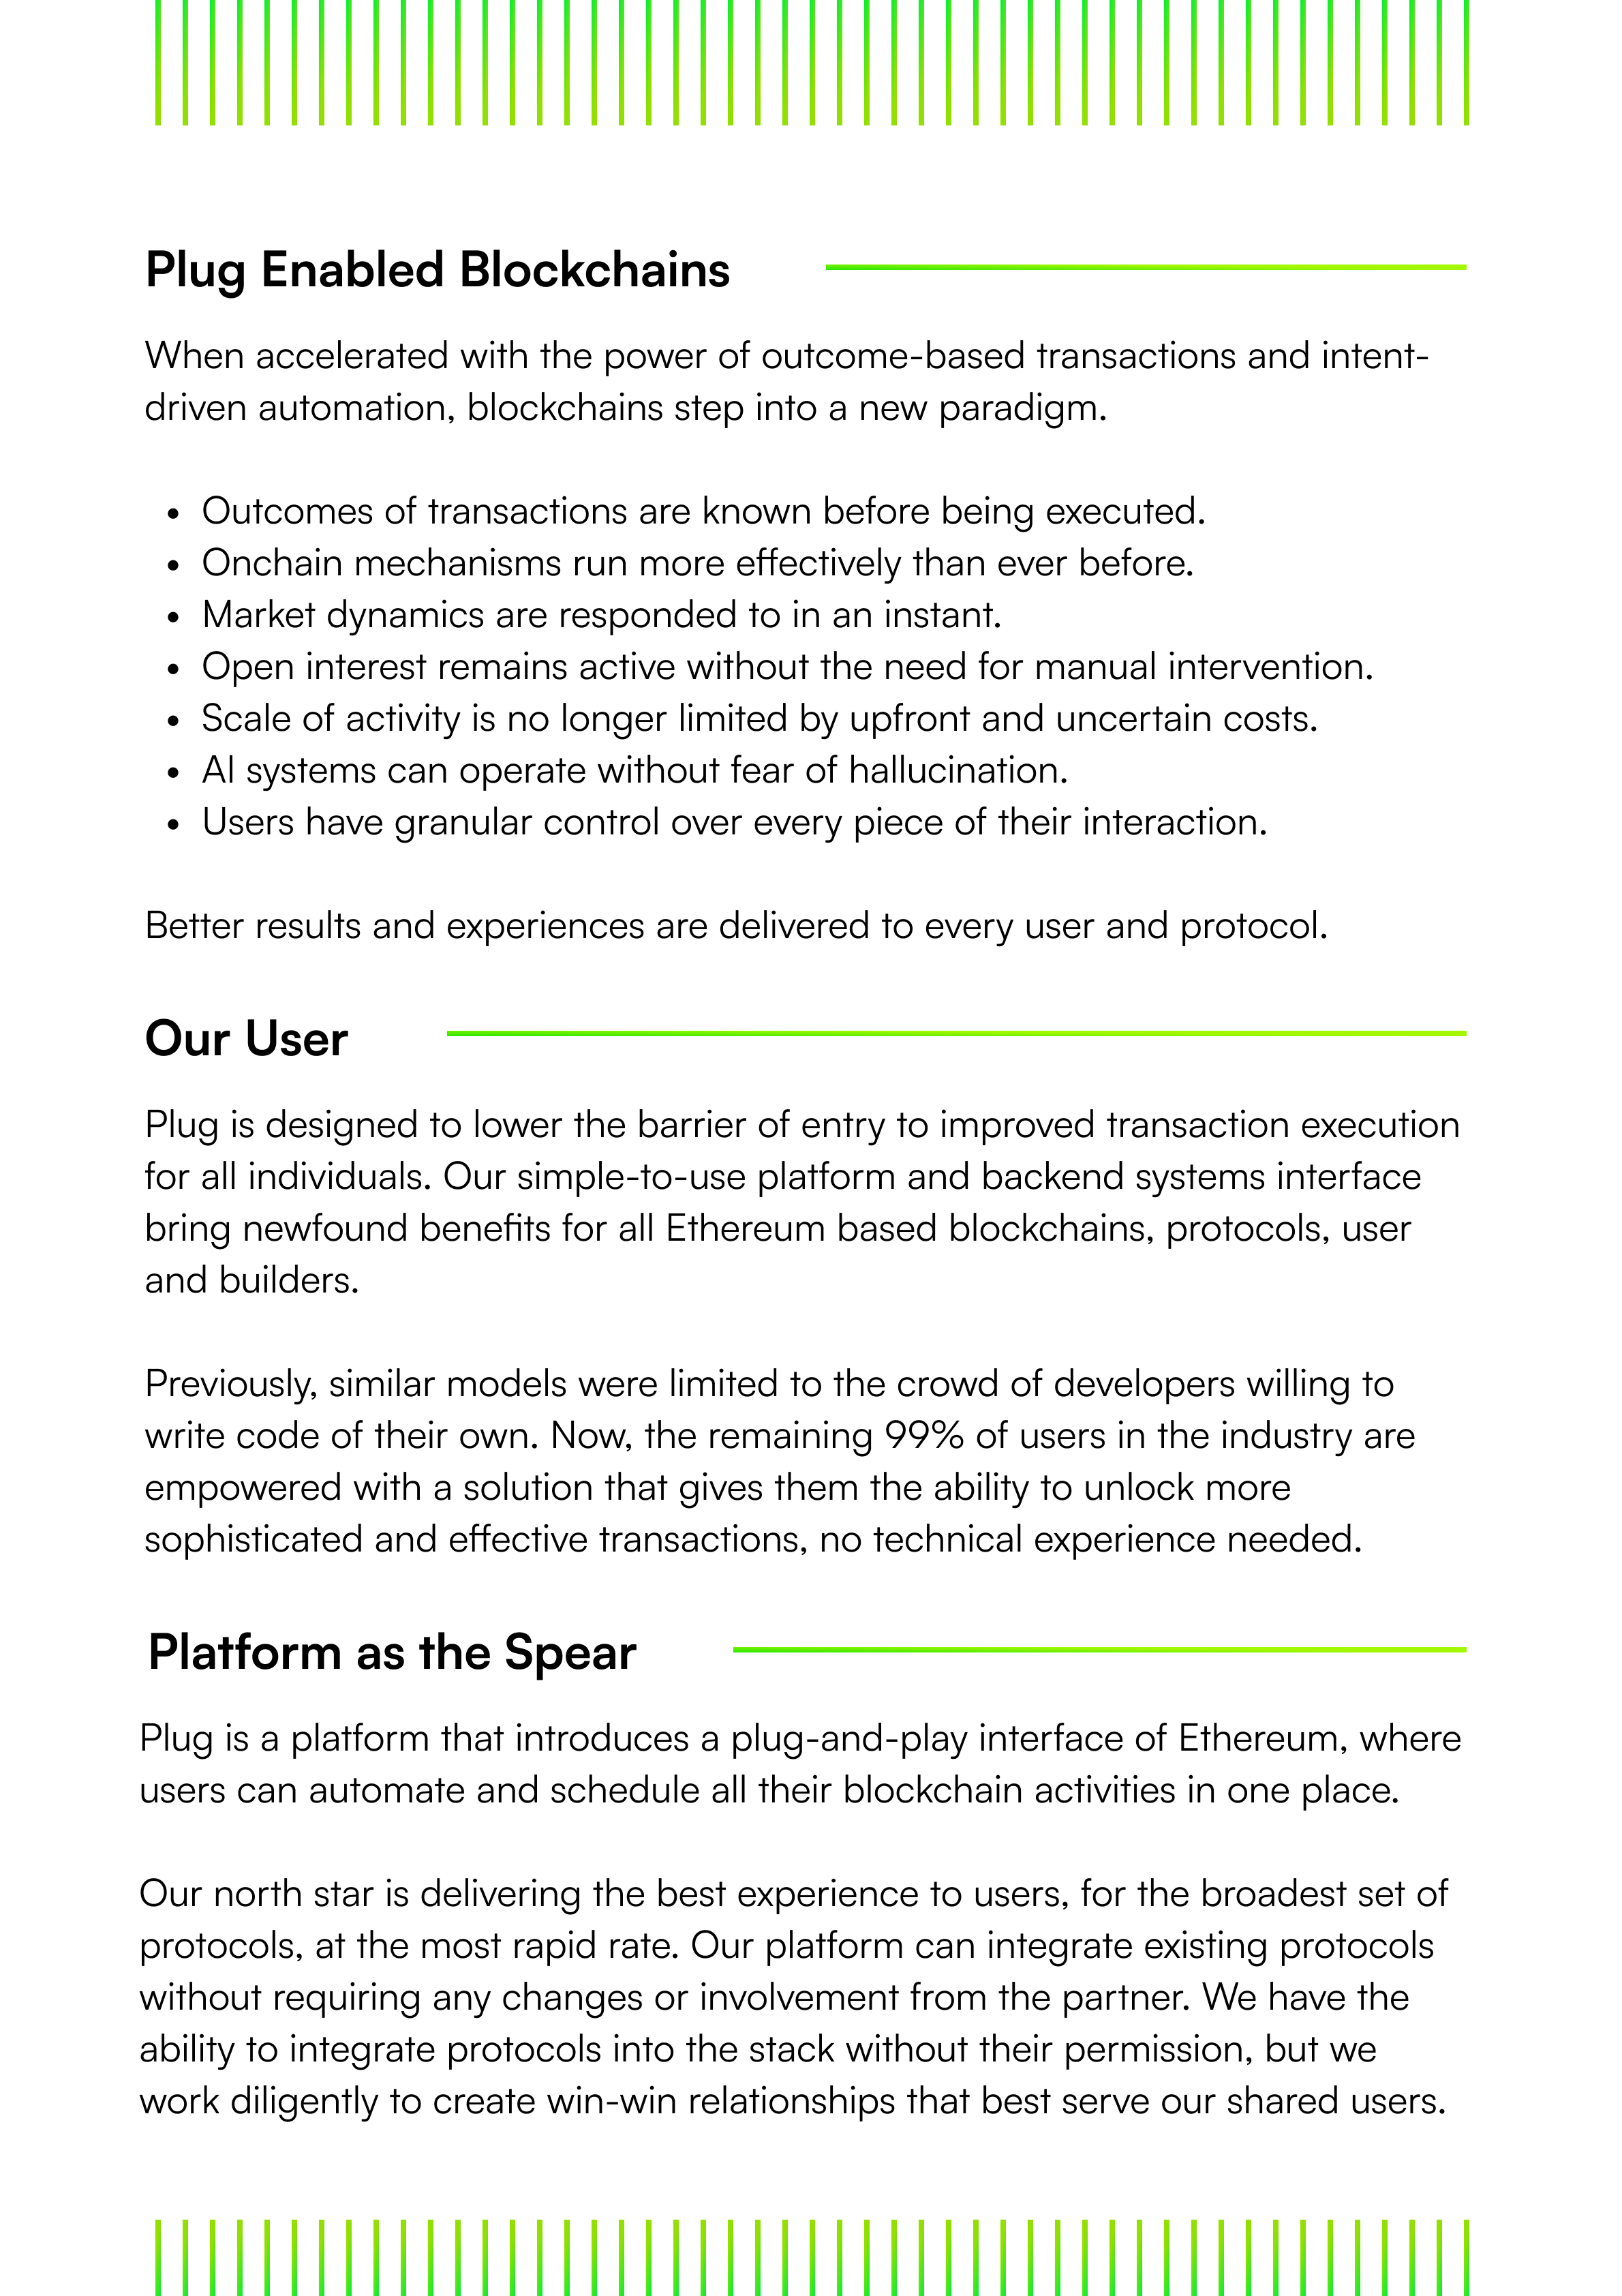 Plug Enabled Blockchains
When accelerated with the power of outcome-based transactions and intent-
driven automation, blockchains step into a new paradigm.
• Outcomes of transactions are known before being executed.
• Onchain mechanisms run more effectively than ever before.
• Market dynamics are responded to in an instant.
• Open interest remains active without the need for manual intervention.
• Scale of activity is no longer limited by upfront and uncertain costs.
• AI systems can operate without fear of hallucination.
• Users have granular control over every piece of their interaction.
Better results and experiences are delivered to every user and protocol.
Our User
Plug is designed to lower the barrier of entry to improved transaction execution
for all individuals. Our simple-to-use platform and backend systems interface
bring newfound benefits for all Ethereum based blockchains, protocols, user
and builders.
Previously, similar models were limited to the crowd of developers willing to
write code of their own. Now, the remaining 99% of users in the industry are
empowered with a solution that gives them the ability to unlock more
sophisticated and effective transactions, no technical experience needed.
Platform as the Spear
Plug is a platform that introduces a plug-and-play interface of Ethereum, where
users can automate and schedule all their blockchain activities in one place.
Our north star is delivering the best experience to users, for the broadest set of
protocols, at the most rapid rate. Our platform can integrate existing protocols
without requiring any changes or involvement from the partner. We have the
ability to integrate protocols into the stack without their permission, but we
work diligently to create win-win relationships that best serve our shared users.